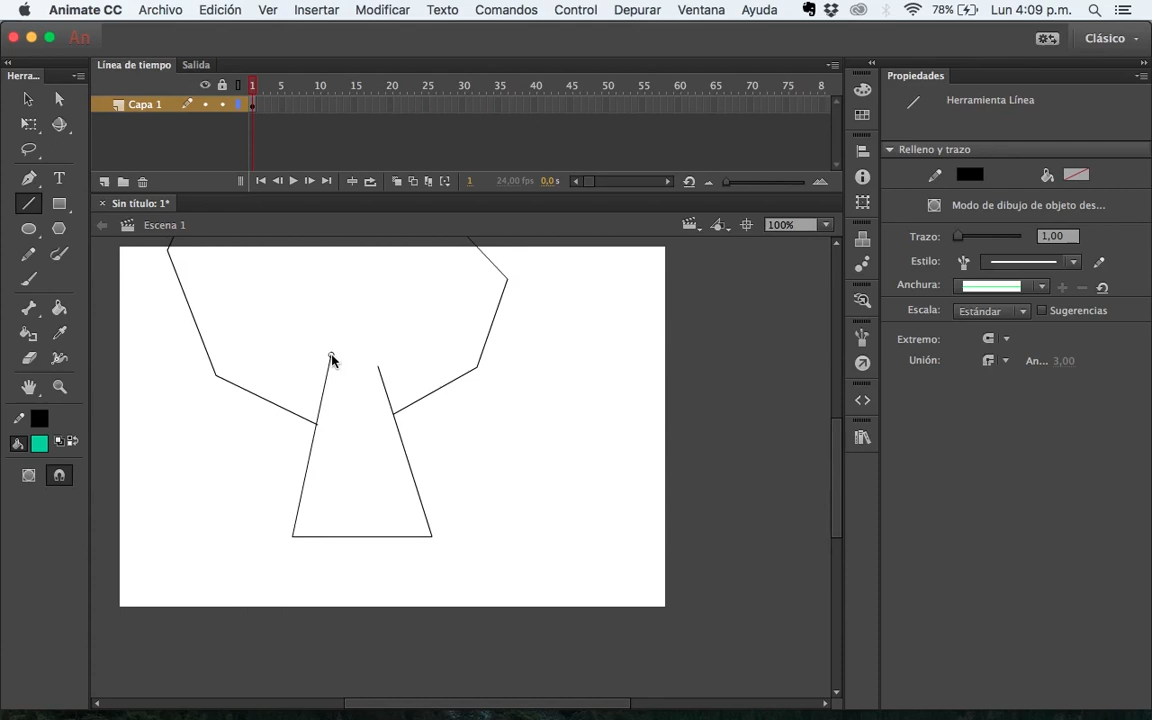 Animate CC Archivo Edición Ver Insertar Modificar Texto Comandos Control Depurar Ventana Ayuda 78% Lun 4:09 p.m.
An Clásico
Herra... Línea de tiempo Salida Propiedades
1 5 10 15 20 25 30 35 40 45 50 55 60 65 70 75 8
Capa 1
Herramienta Línea
Relleno y trazo
1 24,00 fps 0,0 s
Sin título: 1*
Modo de dibujo de objeto des...
Escena 1 100%
Trazo: 1,00
Estilo:
Anchura:
Escala: Estándar Sugerencias
Extremo:
Unión: An... 3,00